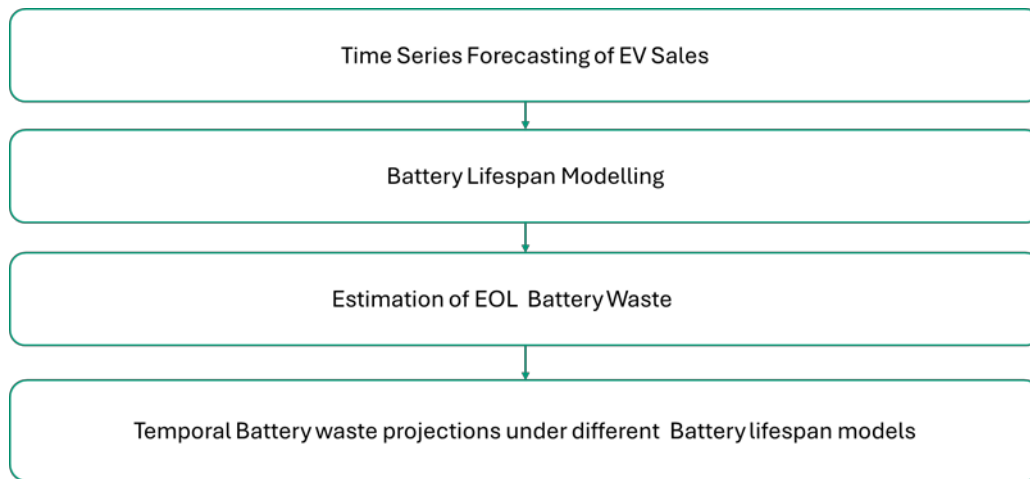 Time Series Forecasting of EV Sales
Battery Lifespan Modelling
Estimation of EOL Battery Waste
Temporal Battery waste projections under different Battery lifespan models